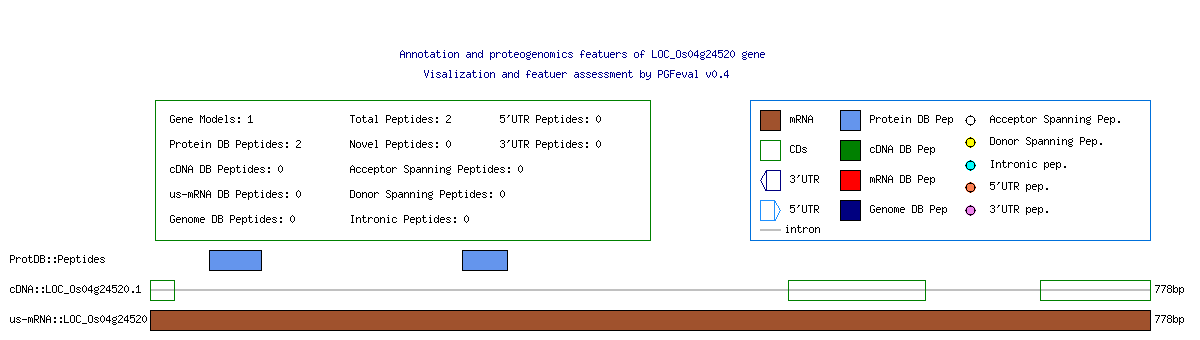 Annotation and proteogenomics featuers of LOC_Os04g24520 gene
Visalization and featuer assessment by PGFeval v0.4
Gene Models: 1 Total Peptides: 2 5'UTR Peptides: 0
Protein DB Peptides: 2 Novel Peptides: 0 3'UTR Peptides: 0
cDNA DB Peptides: 0 Acceptor Spanning Peptides: 0
us-mRNA DB Peptides: 0 Donor Spanning Peptides: 0
Genome DB Peptides: 0 Intronic Peptides: 0
mRNA Protein DB Pep Acceptor Spanning Pep.
CDs cDNA DB Pep Donor Spanning Pep.
3'UTR mRNA DB Pep Intronic pep.
5'UTR Genome DB Pep 5'UTR pep.
3'UTR pep.
intron
ProtDB::Peptides
cDNA::LOC_Os04g24520.1 778bp
us-mRNA::LOC_Os04g24520 778bp